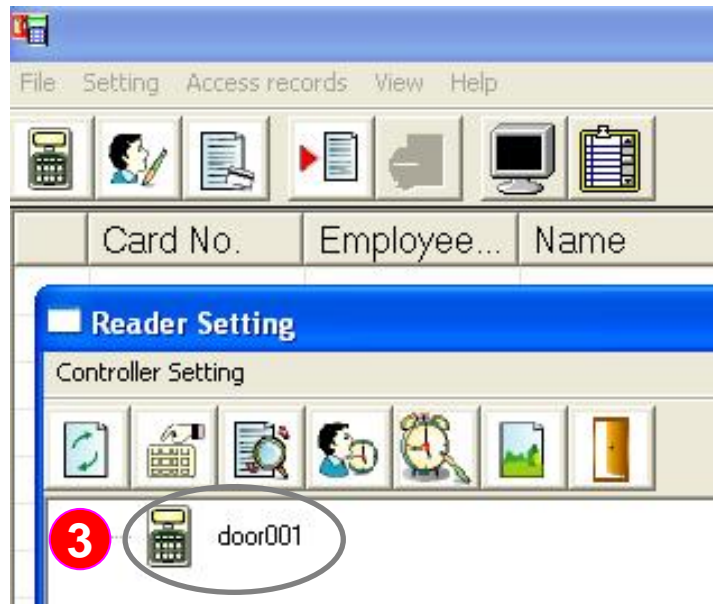 File Setting Access records View Help
Card No. Employee... Name
Reader Setting
Controller Setting
3 door001